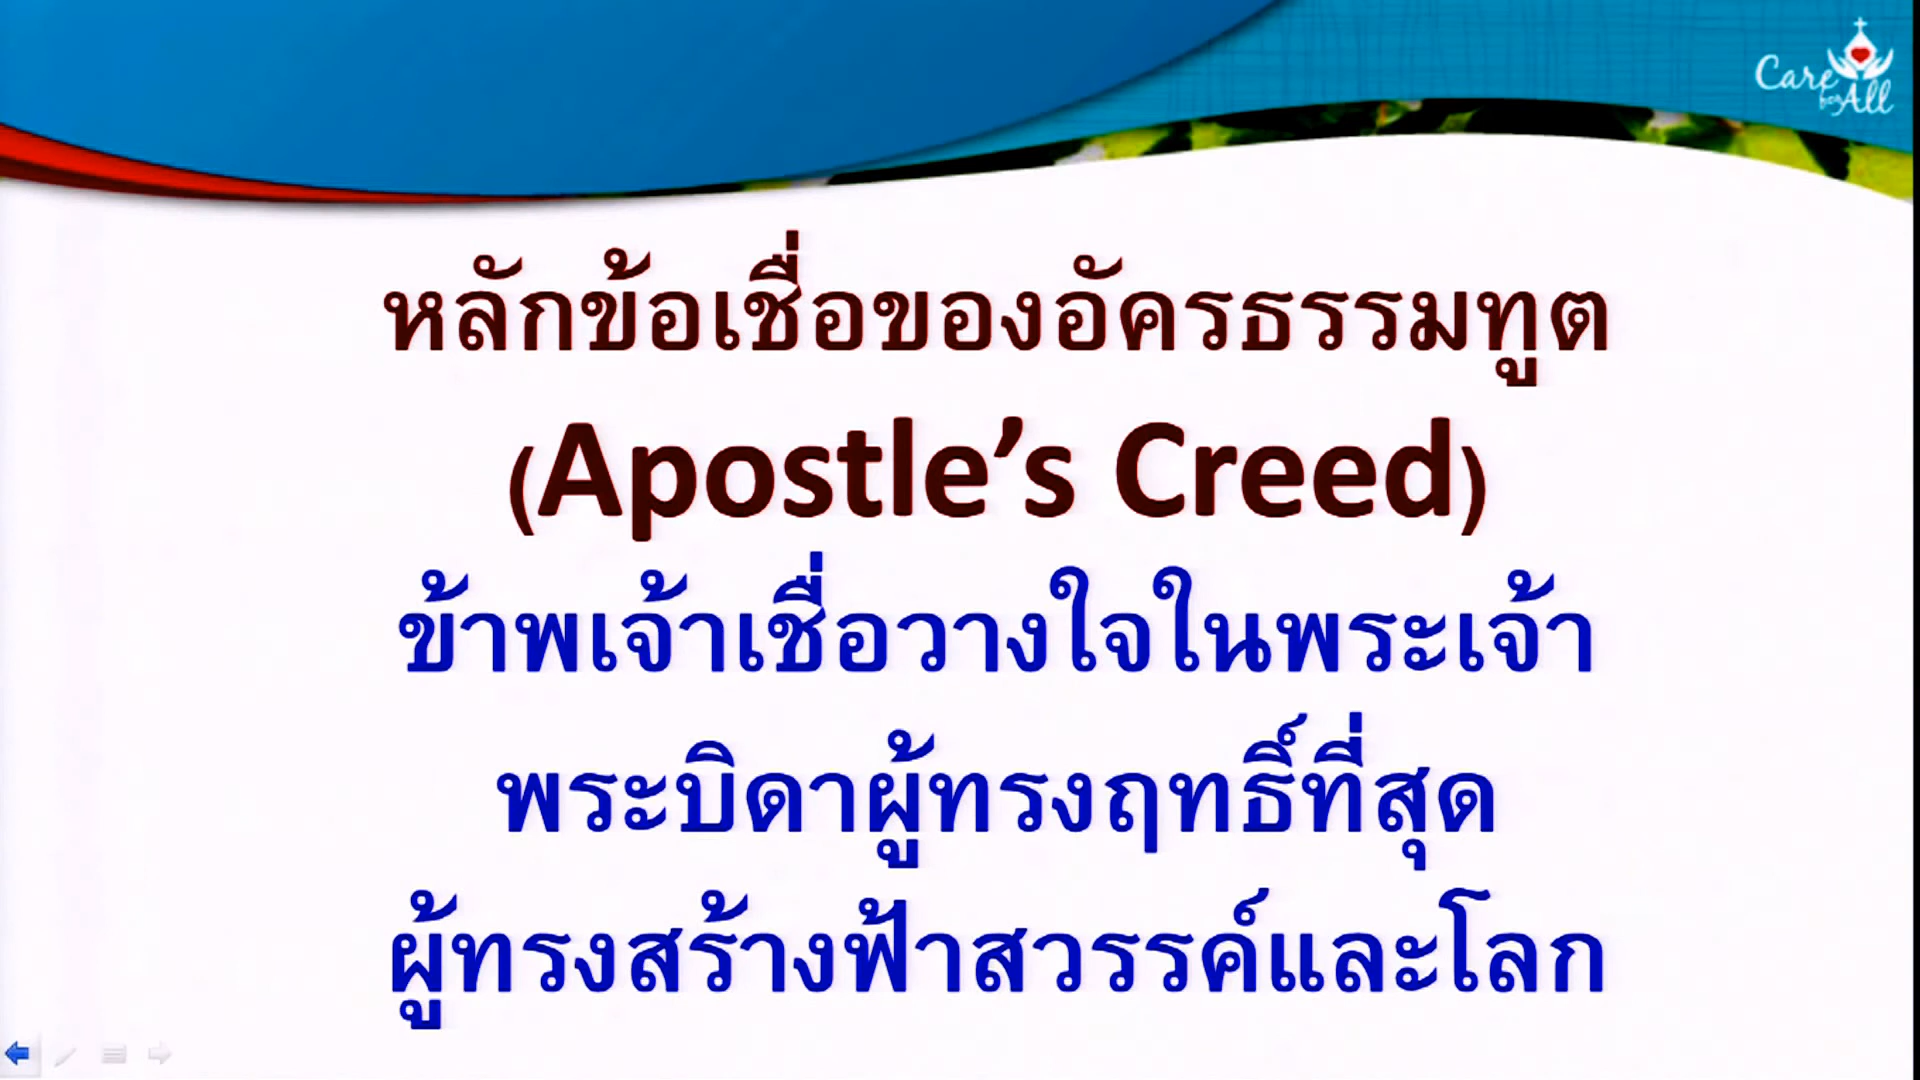 Care
for All
หลักข้อเชื่อของอัครธรรมทูต
(Apostle’s Creed)
ข้าพเจ้าเชื่อวางใจในพระเจ้า
พระบิดาผู้ทรงฤทธิ์ที่สุด
ผู้ทรงสร้างฟ้าสวรรค์และโลก